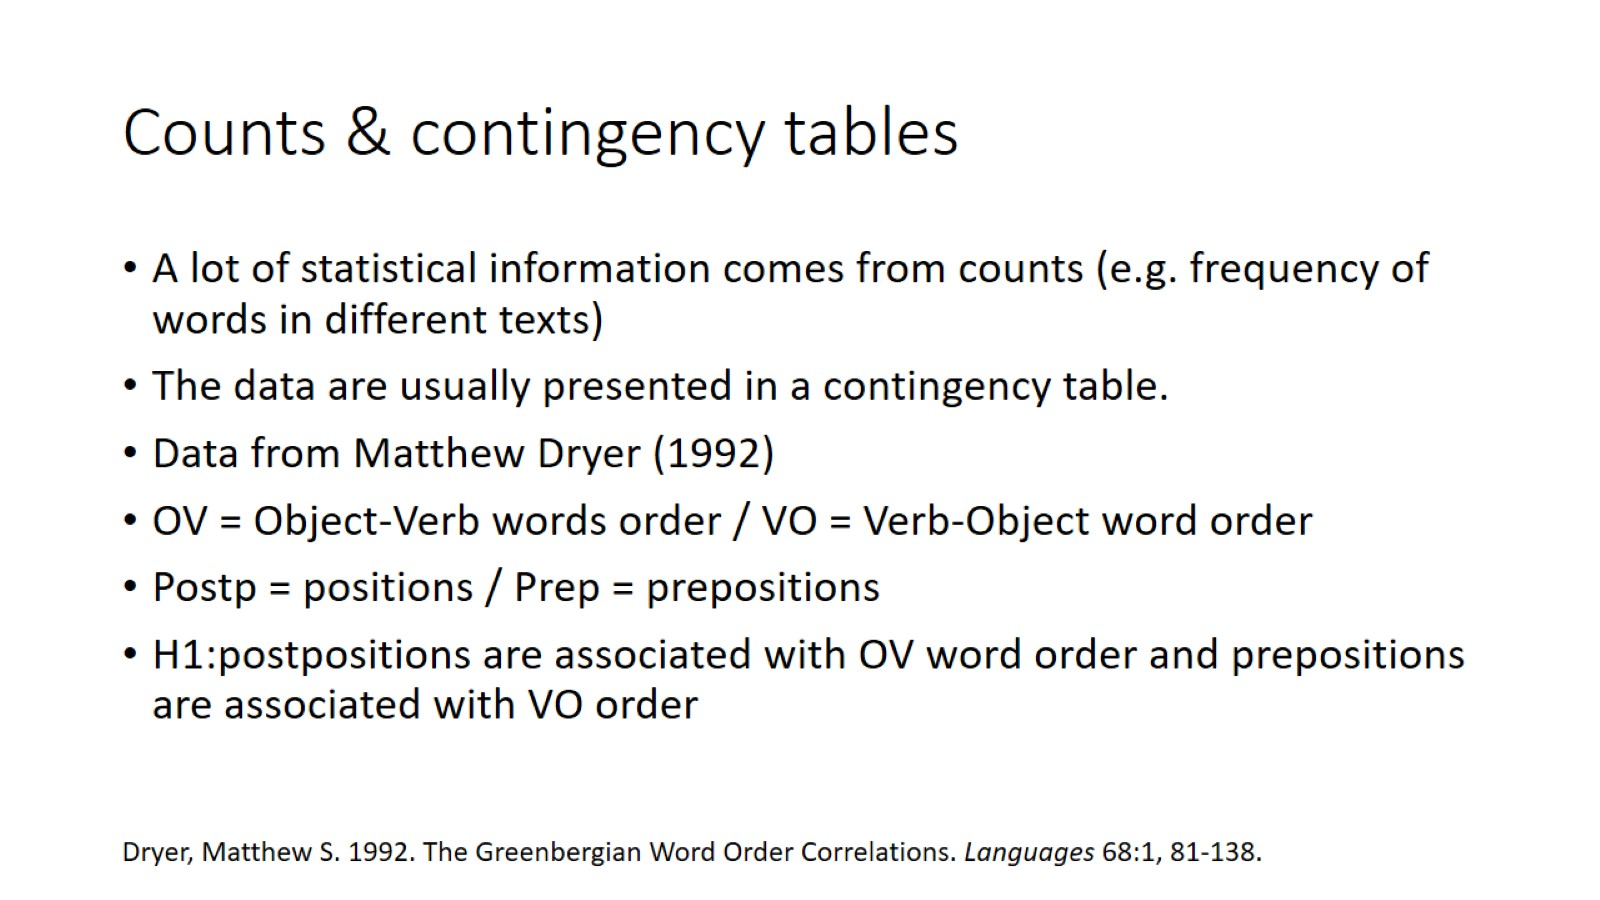 Counts & contingency tables
• A lot of statistical information comes from counts (e.g. frequency of
words in different texts)
• The data are usually presented in a contingency table.
• Data from Matthew Dryer (1992)
• OV = Object-Verb words order / VO = Verb-Object word order
• Postp = positions / Prep = prepositions
• H1:postpositions are associated with OV word order and prepositions
are associated with VO order
Dryer, Matthew S. 1992. The Greenbergian Word Order Correlations. Languages 68:1, 81-138.